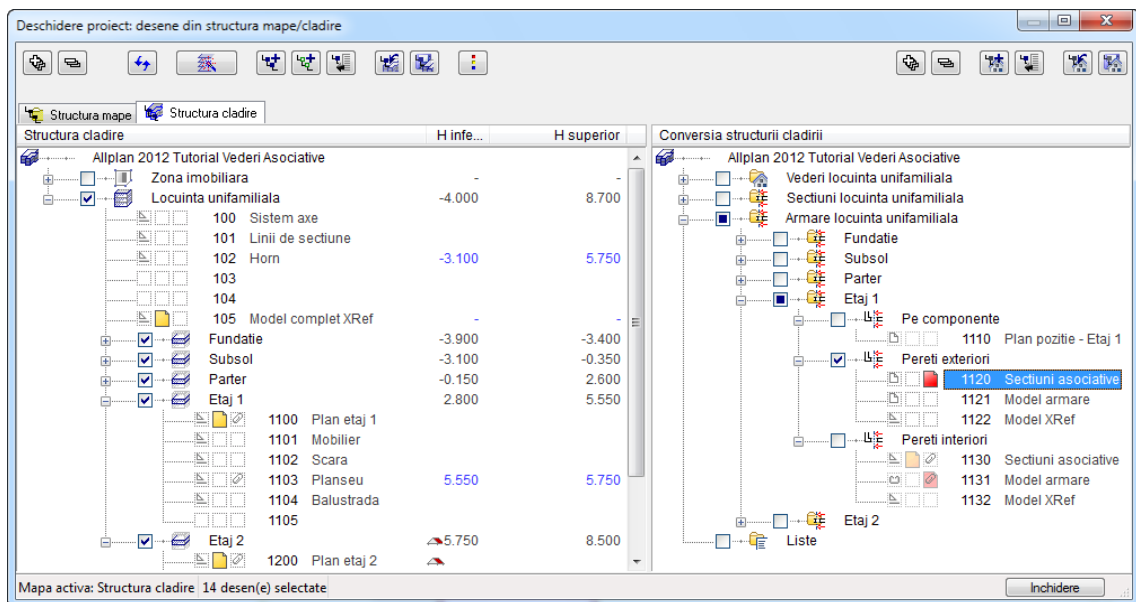 Deschidere proiect: desene din structura mape/cladire
Structura mape Structura cladire
Structura cladire H infe... H superior Conversia structurii cladirii
Allplan 2012 Tutorial Vederi Asociative Allplan 2012 Tutorial Vederi Asociative
Zona imobiliara - - Vederi locuinta unifamiliala
Locuinta unifamiliala -4.000 8.700 Sectiuni locuinta unifamiliala
100 Sistem axe Armare locuinta unifamiliala
101 Linii de sectiune Fundatie
102 Horn -3.100 5.750 Subsol
103 Parter
104 Etaj 1
105 Model complet XRef - - Pe componente
Fundatie -3.900 -3.400 1110 Plan pozitie - Etaj 1
Subsol -3.100 -0.350 Pereti exteriori
Parter -0.150 2.600 1120 Sectiuni asociative
Etaj 1 2.800 5.550 1121 Model armare
1100 Plan etaj 1 1122 Model XRef
1101 Mobilier Pereti interiori
1102 Scara 1130 Sectiuni asociative
1103 Planseu 5.550 5.750 1131 Model armare
1104 Balustrada 1132 Model XRef
1105 Etaj 2
Etaj 2 5.750 8.500 Liste
1200 Plan etaj 2
Mapa activa: Structura cladire 14 desen(e) selectate Inchidere